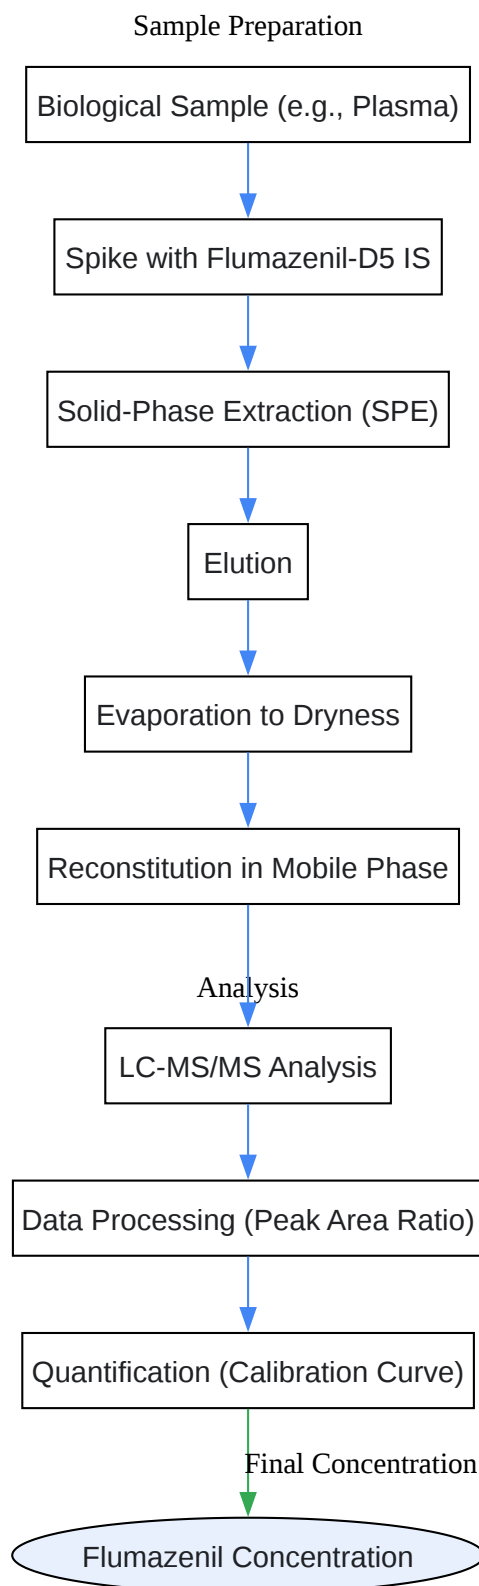 Sample Preparation
Biological Sample (e.g., Plasma)
Spike with Flumazenil-D5 IS
Solid-Phase Extraction (SPE)
Elution
Evaporation to Dryness
Reconstitution in Mobile Phase
Analysis
LC-MS/MS Analysis
Data Processing (Peak Area Ratio)
Quantification (Calibration Curve)
Final Concentration
Flumazenil Concentration